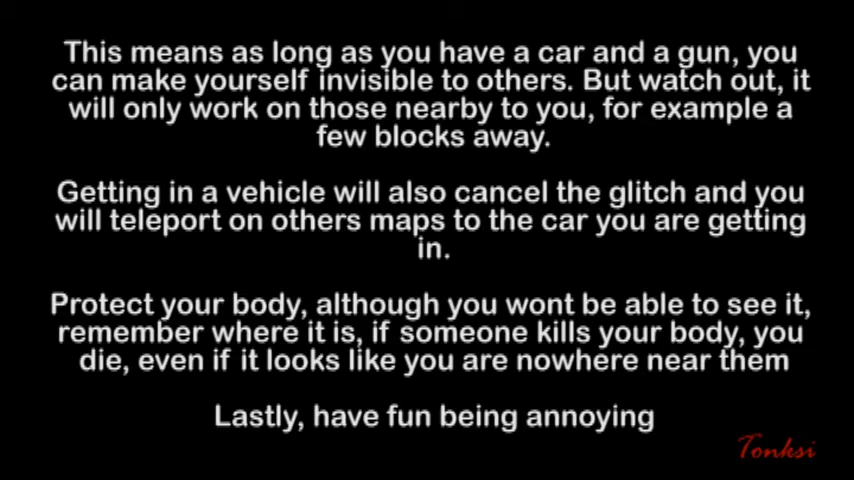 This means as long as you have a car and a gun, you
can make yourself invisible to others. But watch out, it
will only work on those nearby to you, for example a
few blocks away.
Getting in a vehicle will also cancel the glitch and you
will teleport on others maps to the car you are getting
in.
Protect your body, although you wont be able to see it,
remember where it is, if someone kills your body, you
die, even if it looks like you are nowhere near them
Lastly, have fun being annoying
Tonksi